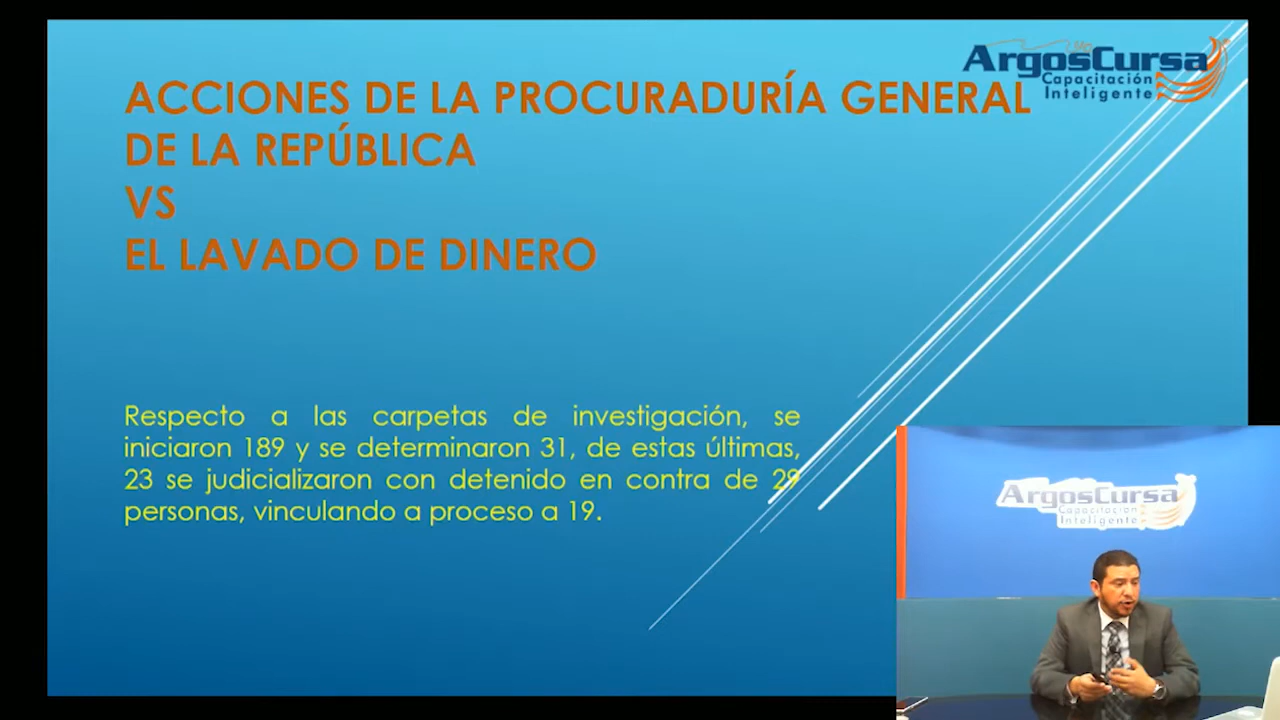 ArgosCursa
Capacitación
Inteligente
ACCIONES DE LA PROCURADURÍA GENERAL
DE LA REPÚBLICA
VS
EL LAVADO DE DINERO
Respecto a las carpetas de investigación, se
iniciaron 189 y se determinaron 31, de estas últimas,
23 se judicializaron con detenido en contra de 29
personas, vinculando a proceso a 19.
ArgosCursa
Capacitación
Inteligente